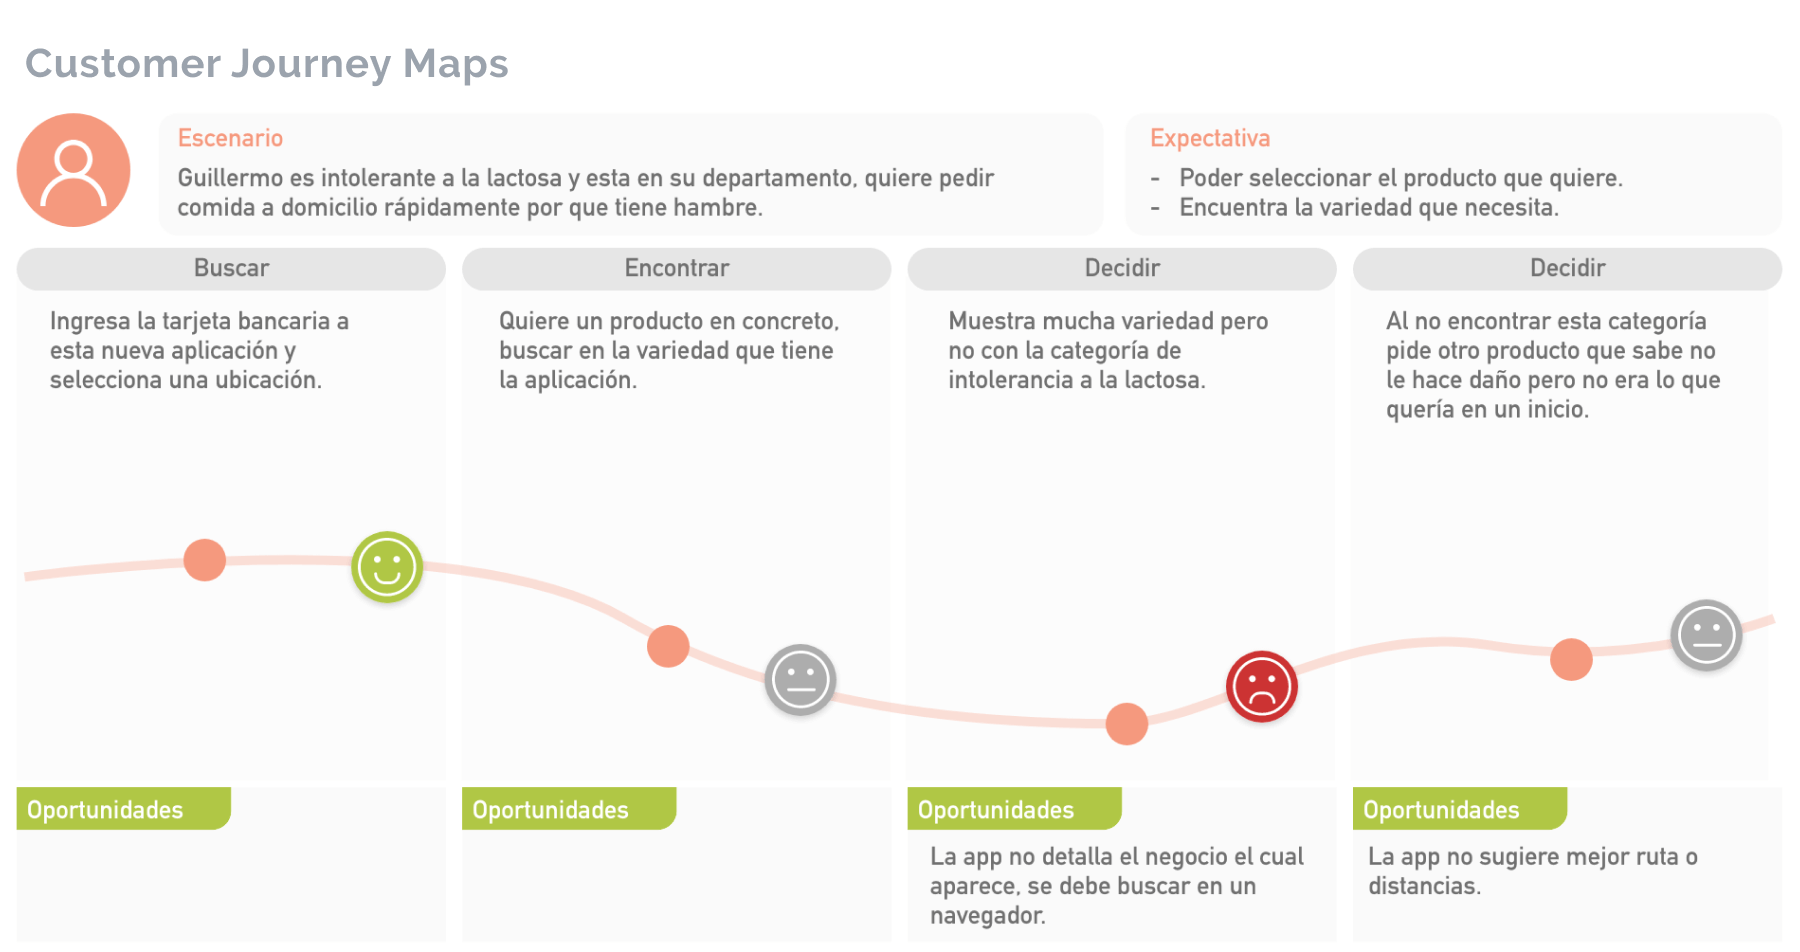 Customer Journey Maps
Escenario
Guillermo es intolerante a la lactosa y esta en su departamento, quiere pedir
comida a domicilio rápidamente por que tiene hambre.
Expectativa
- Poder seleccionar el producto que quiere.
- Encuentra la variedad que necesita.
Buscar
Ingresa la tarjeta bancaria a
esta nueva aplicación y
selecciona una ubicación.
Encontrar
Quiere un producto en concreto,
buscar en la variedad que tiene
la aplicación.
Decidir
Muestra mucha variedad pero
no con la categoría de
intolerancia a la lactosa.
Decidir
Al no encontrar esta categoría
pide otro producto que sabe no
le hace daño pero no era lo que
quería en un inicio.
Oportunidades
Oportunidades
Oportunidades
La app no detalla el negocio el cual
aparece, se debe buscar en un
navegador.
Oportunidades
La app no sugiere mejor ruta o
distancias.